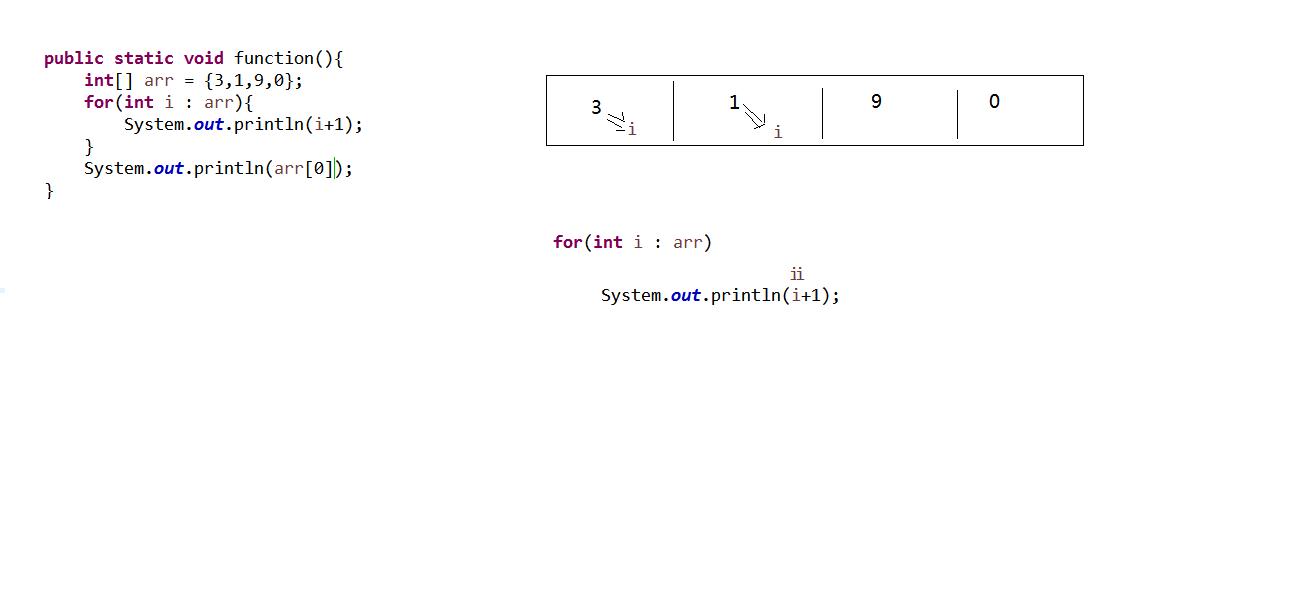 public static void function(){
int[] arr = {3,1,9,0};
for(int i : arr){
System.out.println(i+1);
}
System.out.println(arr[0]);
}
3 1 9 0
i i
for(int i : arr)
ii
System.out.println(i+1);